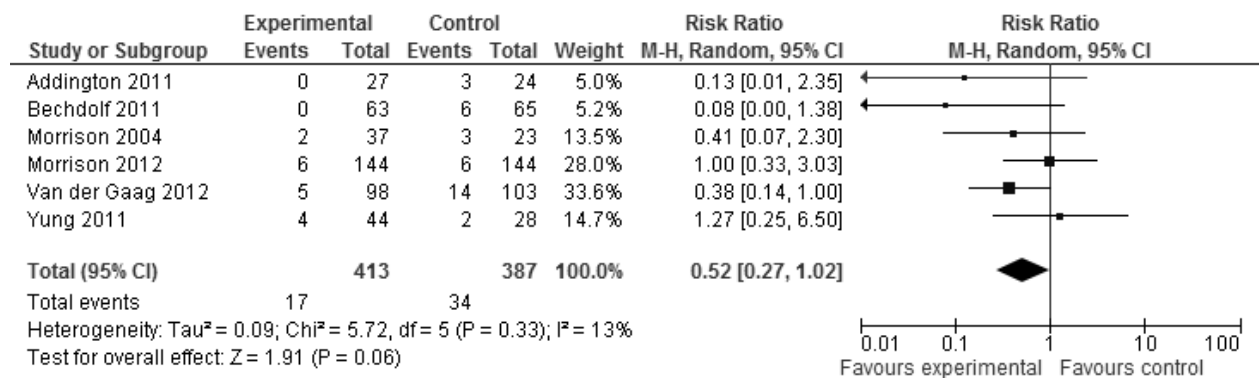 Experimental Control Risk Ratio Risk Ratio
Study or Subgroup Events Total Events Total Weight M-H, Random, 95% CI M-H, Random, 95% CI
Addington 2011 0 27 3 24 5.0% 0.13 [0.01, 2.35]
Bechdolf 2011 0 63 6 65 5.2% 0.08 [0.00, 1.38]
Morrison 2004 2 37 3 23 13.5% 0.41 [0.07, 2.30]
Morrison 2012 6 144 6 144 28.0% 1.00 [0.33, 3.03]
Van der Gaag 2012 5 98 14 103 33.6% 0.38 [0.14, 1.00]
Yung 2011 4 44 2 28 14.7% 1.27 [0.25, 6.50]
Total (95% CI) 413 387 100.0% 0.52 [0.27, 1.02]
Total events 17 34
Heterogeneity: Tau² = 0.09; Chi² = 5.72, df = 5 (P = 0.33); I² = 13%
Test for overall effect: Z = 1.91 (P = 0.06)
0.01 0.1 1 10 100
Favours experimental Favours control